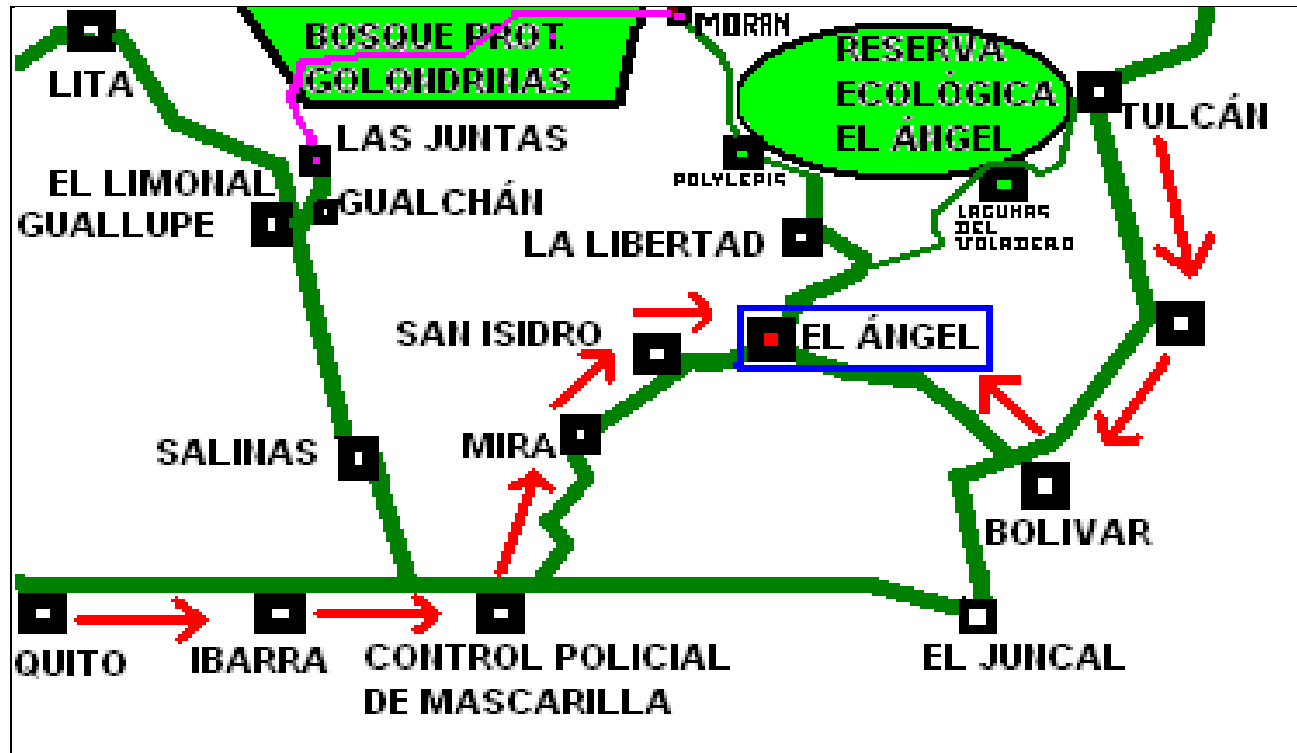 BOSQUE PROT.
GOLONDRINAS
MORAN
RESERVA
ECOLÓGICA
EL ÁNGEL
LITA
TULCÁN
LAS JUNTAS
EL LIMONAL
GUALLUPE
GUALCHÁN
POLYLEPIS
LAGUNAS
DEL
VOLADERO
LA LIBERTAD
SAN ISIDRO
EL ÁNGEL
SALINAS
MIRA
BOLIVAR
QUITO
IBARRA
CONTROL POLICIAL
DE MASCARILLA
EL JUNCAL